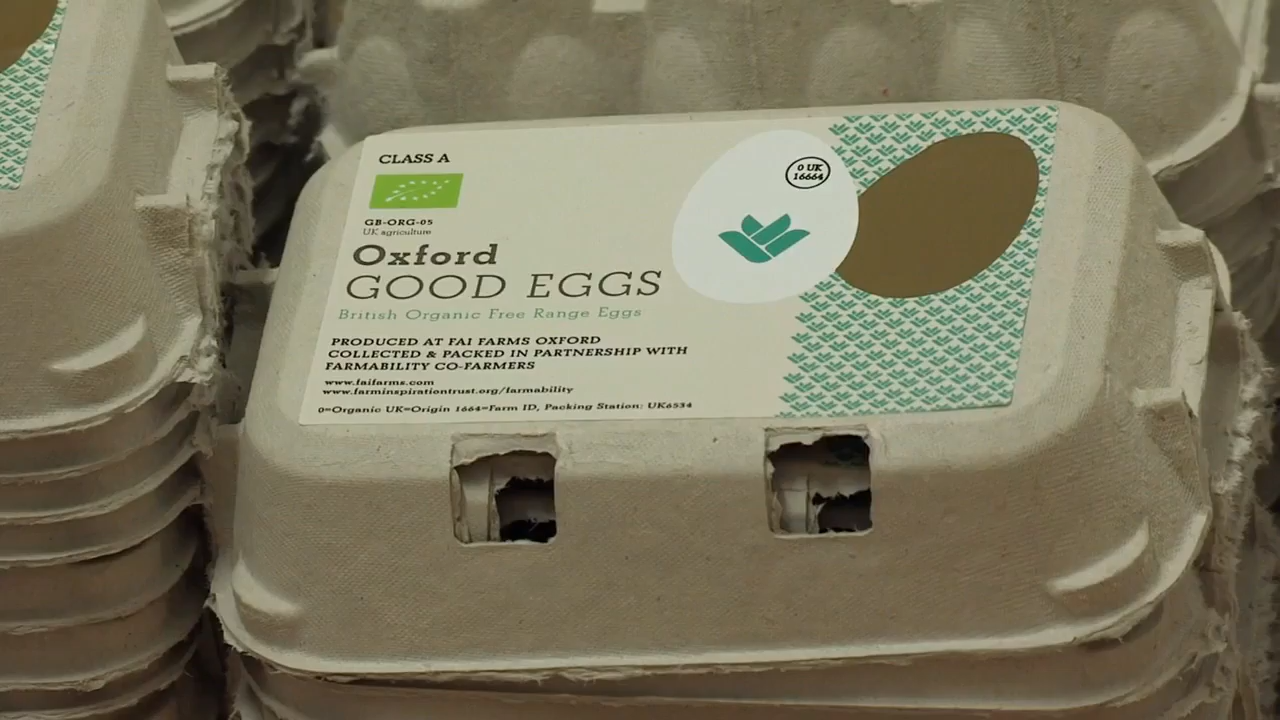 CLASS A
GB-ORG-05
UK agriculture
Oxford
GOOD EGGS
British Organic Free Range Eggs
PRODUCED AT FAI FARMS OXFORD
COLLECTED & PACKED IN PARTNERSHIP WITH
FARMABILITY CO-FARMERS
www.faifarms.com
www.farminspirationtrust.org/farmability
0=Organic UK=Origin 1664=Farm ID, Packing Station: UK6534
0 UK
16664